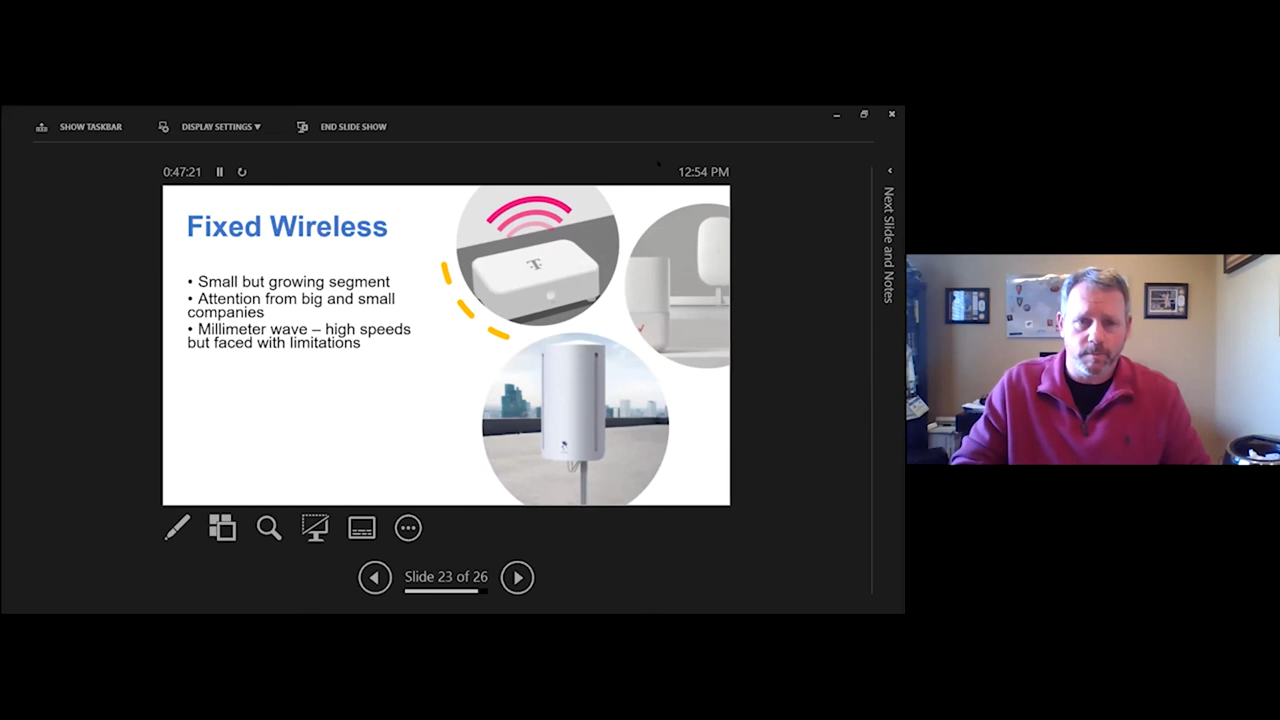 SHOW TASKBAR
DISPLAY SETTINGS ▾
END SLIDE SHOW
0:47:21
12:54 PM
Fixed Wireless
• Small but growing segment
• Attention from big and small
companies
• Millimeter wave – high speeds
but faced with limitations
Next Slide and Notes
Slide 23 of 26